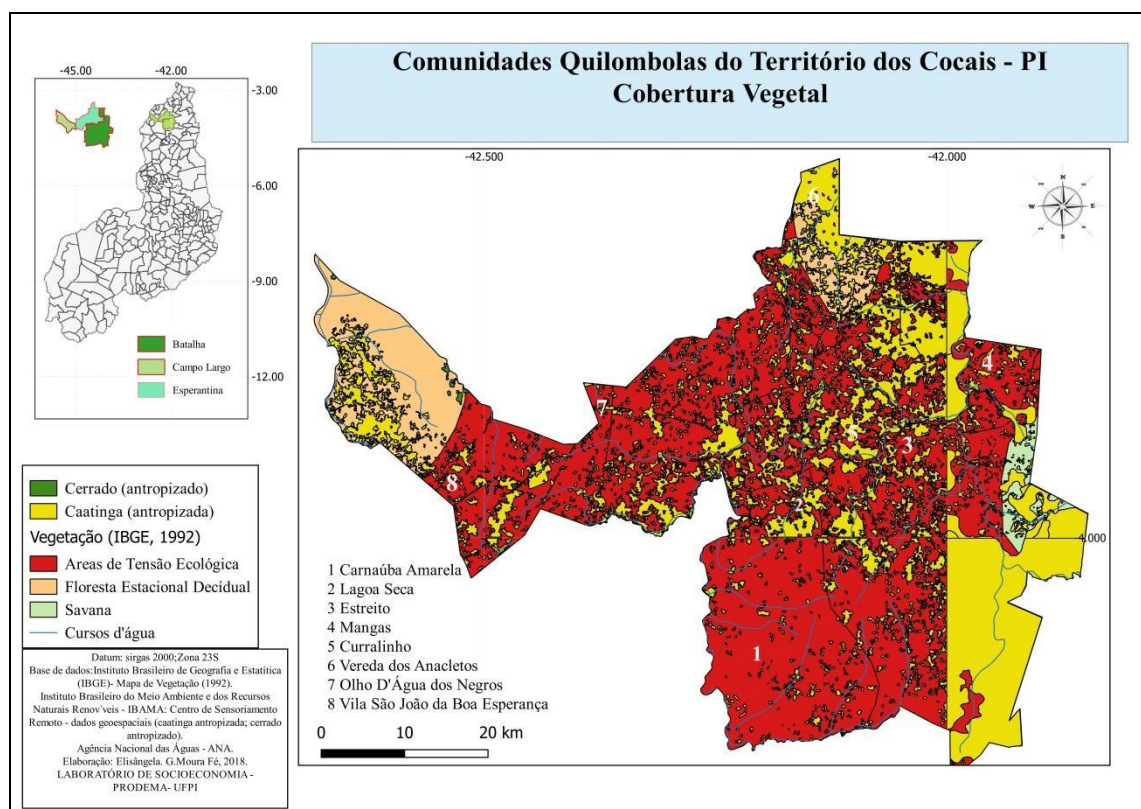 Comunidades Quilombolas do Território dos Cocais - PI
Cobertura Vegetal
-45.00
-42.00
-3.00
-6.00
-9.00
-12.00
Batalha
Campo Largo
Esperantina
-42.500
-42.000
N
W
E
S
6
4
7
5
3
8
2
4.000
1
Cerrado (antropizado)
Caatinga (antropizada)
Vegetação (IBGE, 1992)
Areas de Tensão Ecológica
Floresta Estacional Decídual
Savana
Cursos d'água
Datum: sirgas 2000;Zona 23S
Base de dados:Instituto Brasileiro de Geografia e Estatítica
(IBGE)- Mapa de Vegetação (1992).
Instituto Brasileiro do Meio Ambiente e dos Recursos
Naturais Renov´veis - IBAMA: Centro de Sensoriamento
Remoto - dados geoespaciais (caatinga antropizada; cerrado
antropizado).
Agência Nacional das Águas - ANA.
Elaboração: Elisângela. G.Moura Fé, 2018.
LABORATÓRIO DE SOCIOECONOMIA -
PRODEMA- UFPI
1 Carnaúba Amarela
2 Lagoa Seca
3 Estreito
4 Mangas
5 Curralinho
6 Vereda dos Anacletos
7 Olho D'Água dos Negros
8 Vila São João da Boa Esperança
0
10
20 km